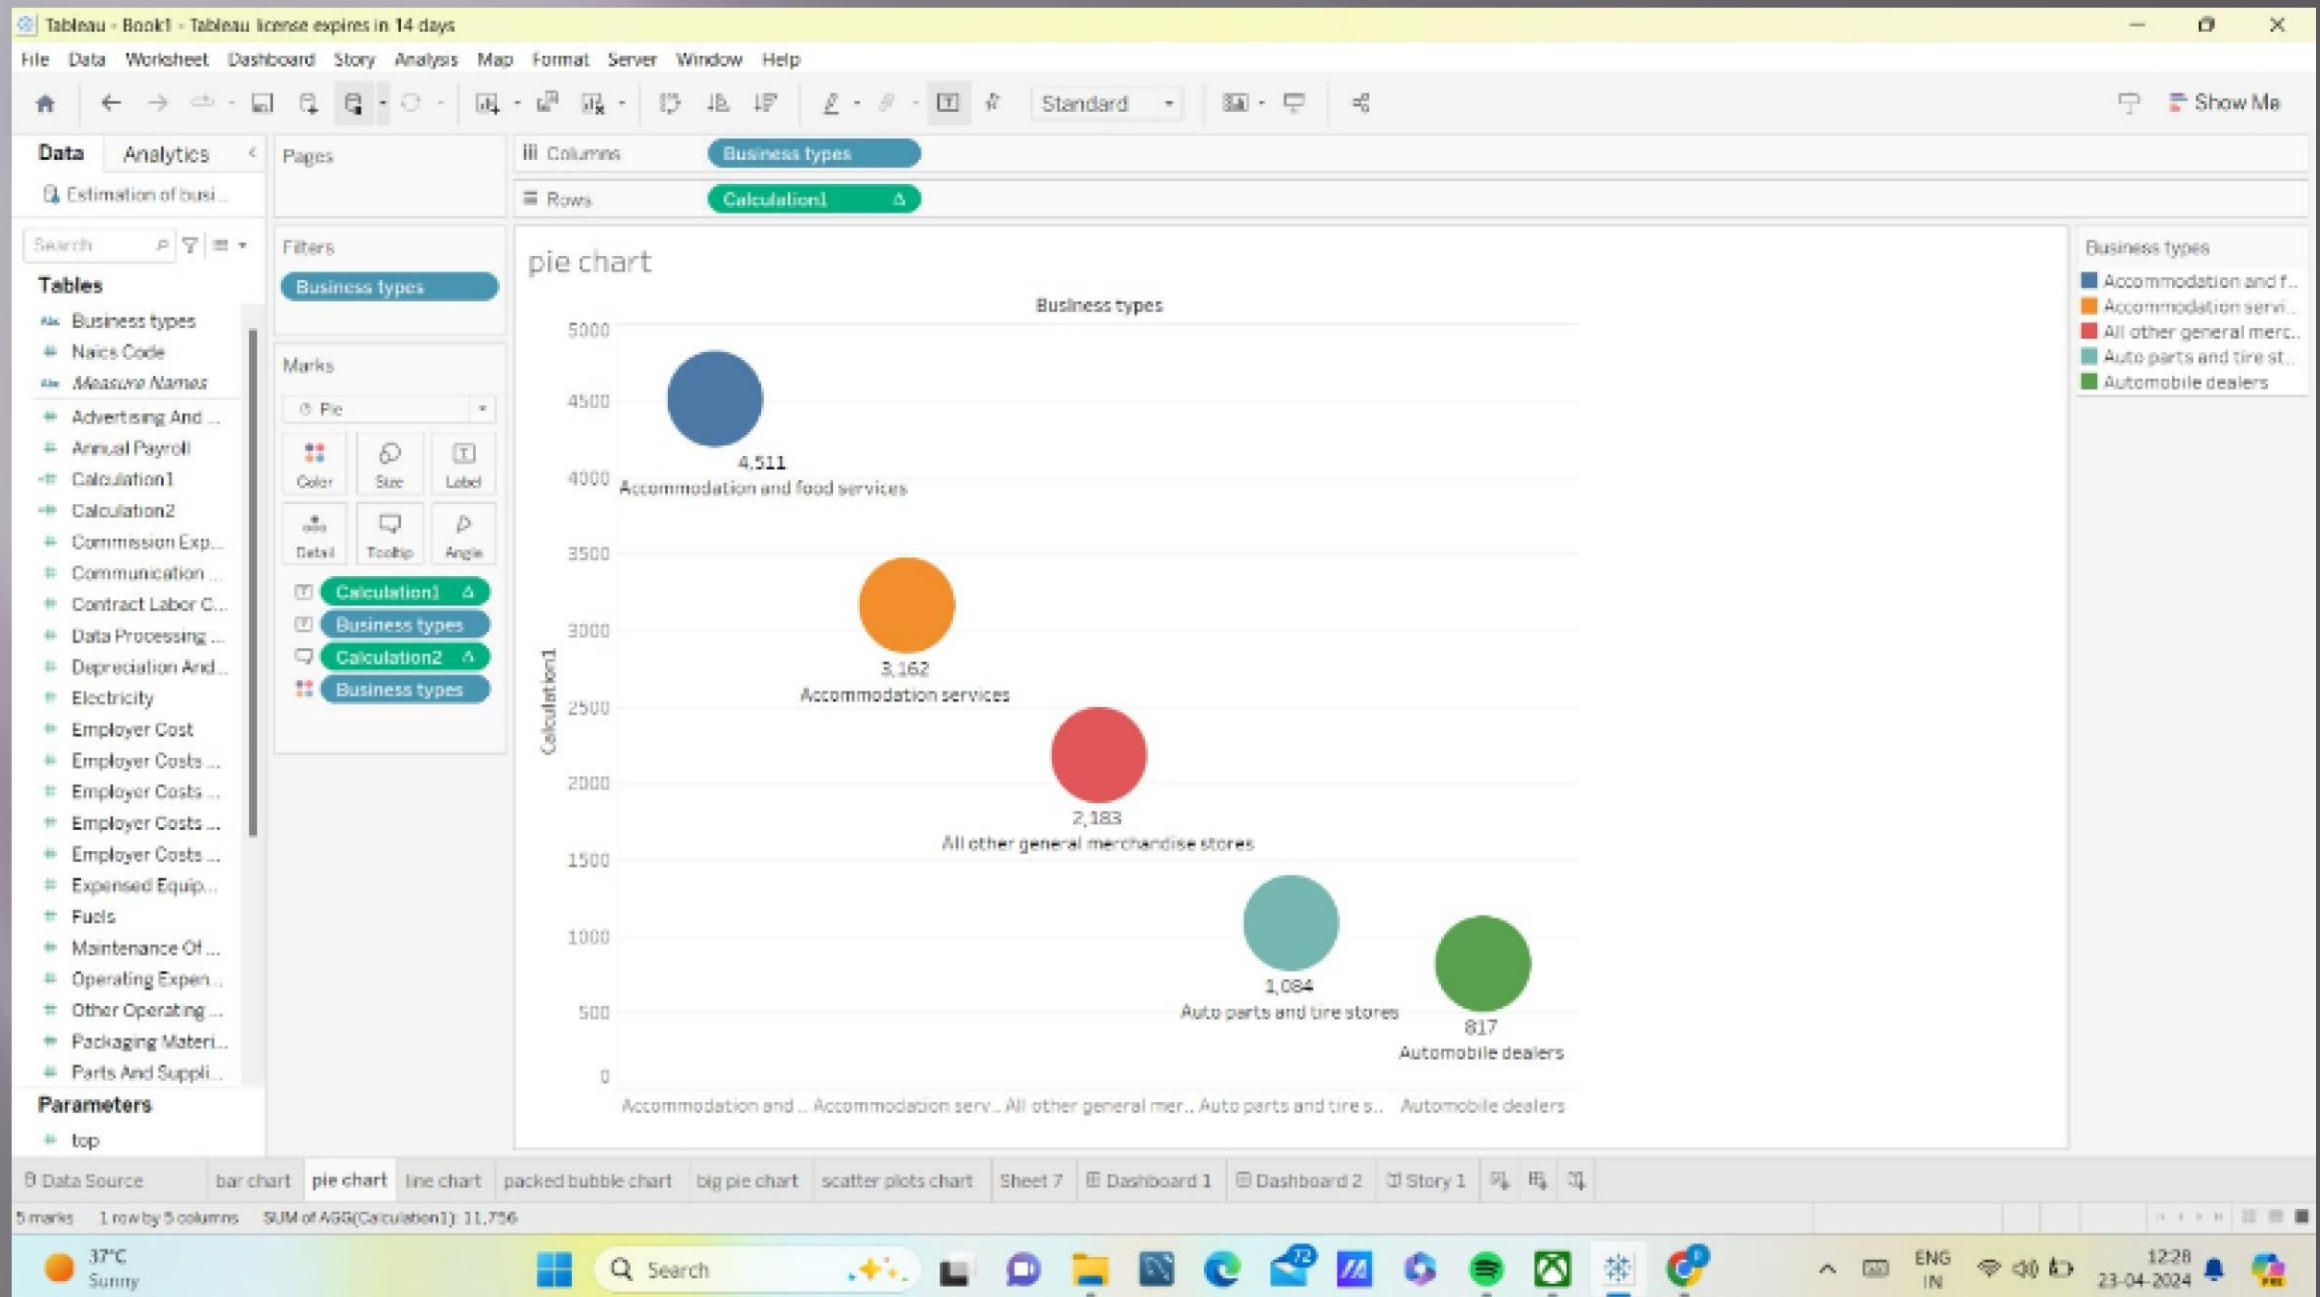 Tableau - Book1 - Tableau license expires in 14 days
File Data Worksheet Dashboard Story Analysis Map Format Server Window Help
Standard
Show Me
Data Analytics
Estimation of busi...
Search
Tables
Business types
Naics Code
Measure Names
Advertising And ...
Annual Payroll
Calculation1
Calculation2
Commission Exp...
Communication ...
Contract Labor C...
Data Processing ...
Depreciation And...
Electricity
Employer Cost
Employer Costs ...
Employer Costs ...
Employer Costs ...
Employer Costs ...
Expensed Equip...
Fuels
Maintenance Of ...
Operating Expen...
Other Operating ...
Packaging Materi...
Parts And Suppli...
Parameters
top
Pages
Filters
Business types
Marks
Pie
Color Size Label
Detail Tooltip Angle
Calculation1
Business types
Calculation2
Business types
Columns Business types
Rows Calculation1
pie chart
Business types
5000
4500
4000
3500
3000
2500
2000
1500
1000
500
0
Calculation1
4,511
Accommodation and food services
3,162
Accommodation services
2,183
All other general merchandise stores
1,084
Auto parts and tire stores
817
Automobile dealers
Accommodation and .. Accommodation serv.. All other general mer.. Auto parts and tire s.. Automobile dealers
Business types
Accommodation and f..
Accommodation servi..
All other general merc..
Auto parts and tire st..
Automobile dealers
Data Source bar chart pie chart line chart packed bubble chart big pie chart scatter plots chart Sheet 7 Dashboard 1 Dashboard 2 Story 1
5 marks 1 row by 5 columns SUM of AGG(Calculation1): 11,756
37°C
Sunny
Search
72
ENG
IN
12:28
23-04-2024